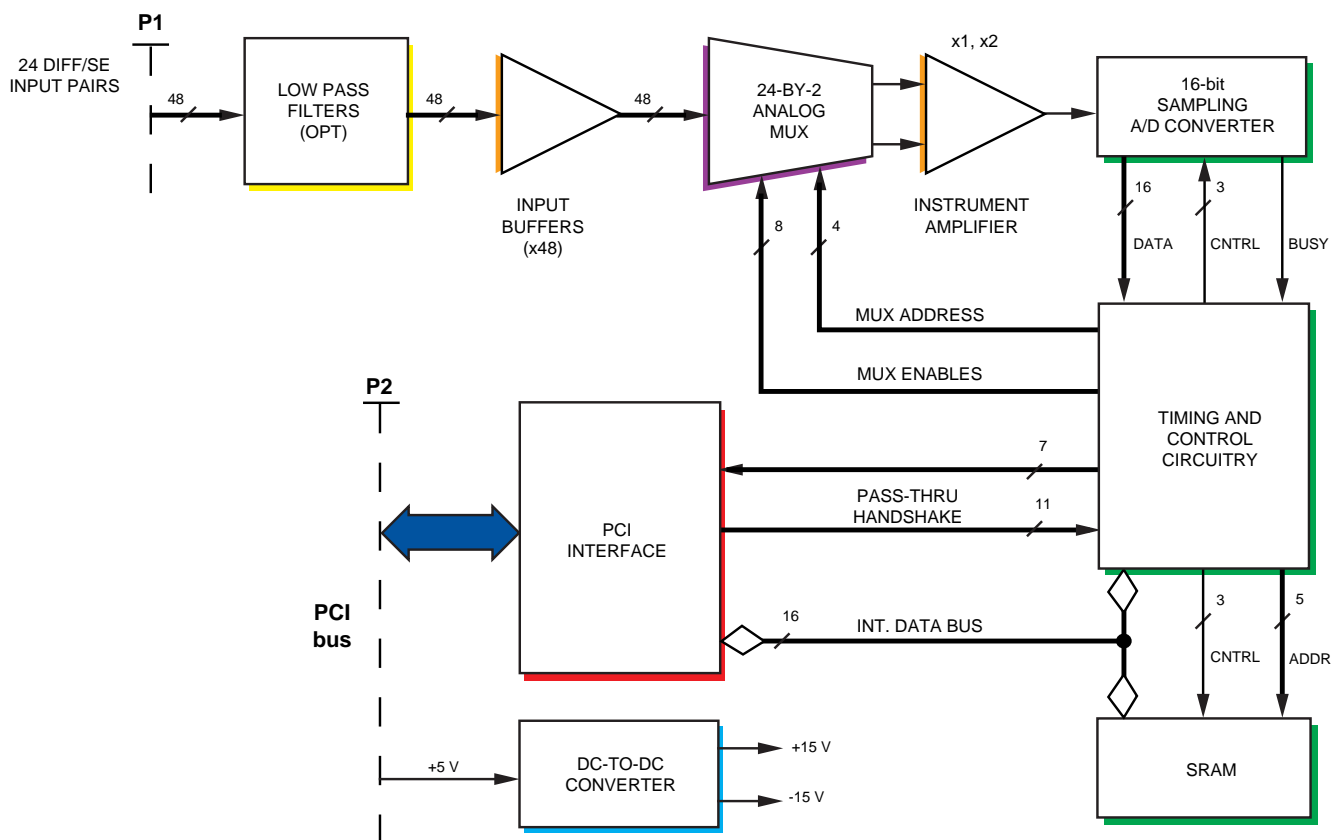 P1
24 DIFF/SE
INPUT PAIRS
48
LOW PASS
FILTERS
(OPT)
48
INPUT
BUFFERS
(x48)
48
24-BY-2
ANALOG
MUX
x1, x2
INSTRUMENT
AMPLIFIER
16-bit
SAMPLING
A/D CONVERTER
16
3
DATA
CNTRL
BUSY
8
4
MUX ADDRESS
MUX ENABLES
TIMING AND
CONTROL
CIRCUITRY
P2
PCI
bus
PCI
INTERFACE
7
PASS-THRU
HANDSHAKE
11
16
INT. DATA BUS
3
5
CNTRL
ADDR
SRAM
+5 V
DC-TO-DC
CONVERTER
+15 V
-15 V